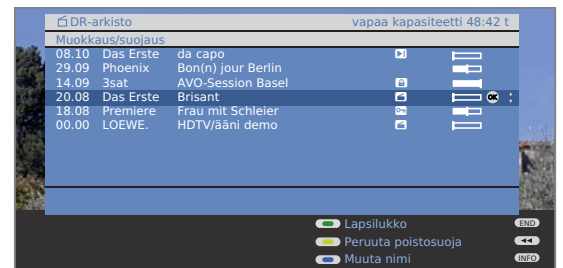 DR-arkisto vapaa kapasiteetti 48:42 t
Muokkaus/suojaus
08.10 Das Erste da capo
29.09 Phoenix Bon(n) jour Berlin
14.09 3sat AVO-Session Basel
20.08 Das Erste Brisant OK
18.08 Premiere Frau mit Schleier
00.00 LOEWE. HDTV/ääni demo
Lapsilukko END
Peruuta poistosuoja
Muuta nimi INFO